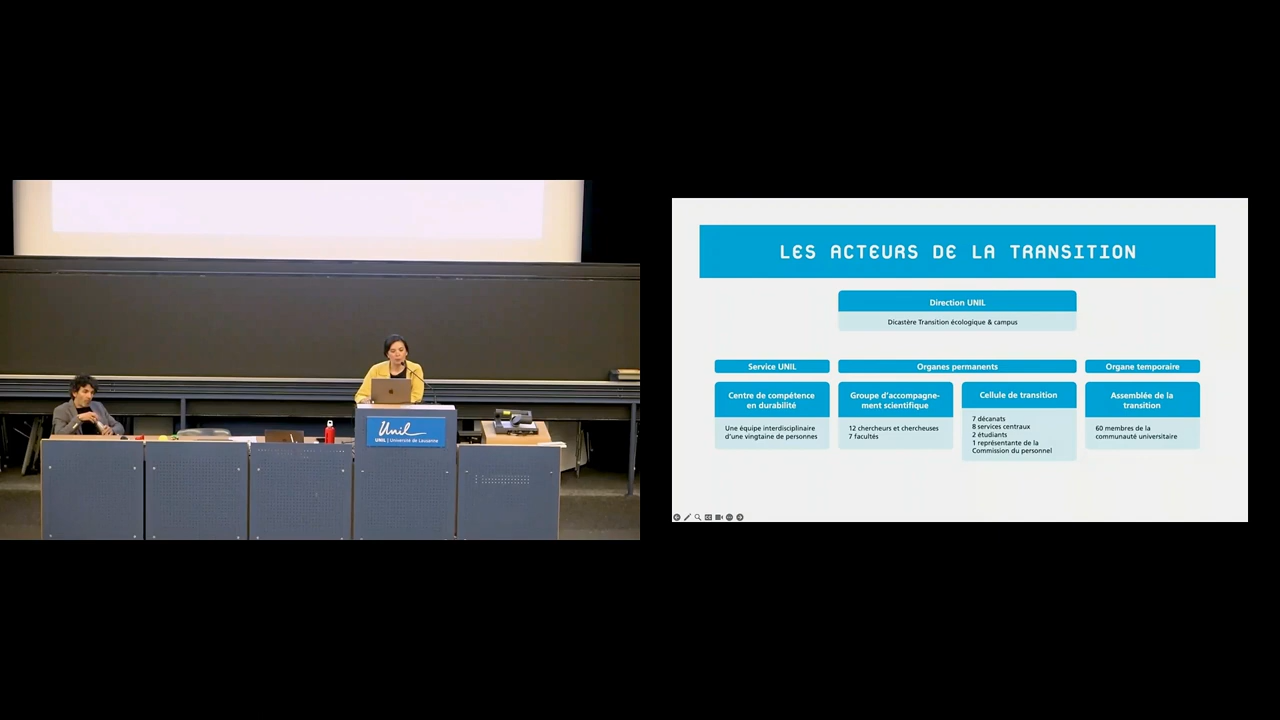 Unil
UNIL | Université de Lausanne
LES ACTEURS DE LA TRANSITION
Direction UNIL
Dicastère Transition écologique & campus
Service UNIL
Organes permanents
Organe temporaire
Centre de compétence
en durabilité
Une équipe interdisciplinaire
d'une vingtaine de personnes
Groupe d'accompagne-
ment scientifique
12 chercheurs et chercheuses
7 facultés
Cellule de transition
7 décanats
8 services centraux
2 étudiants
1 représentante de la
Commission du personnel
Assemblée de la
transition
60 membres de la
communauté universitaire